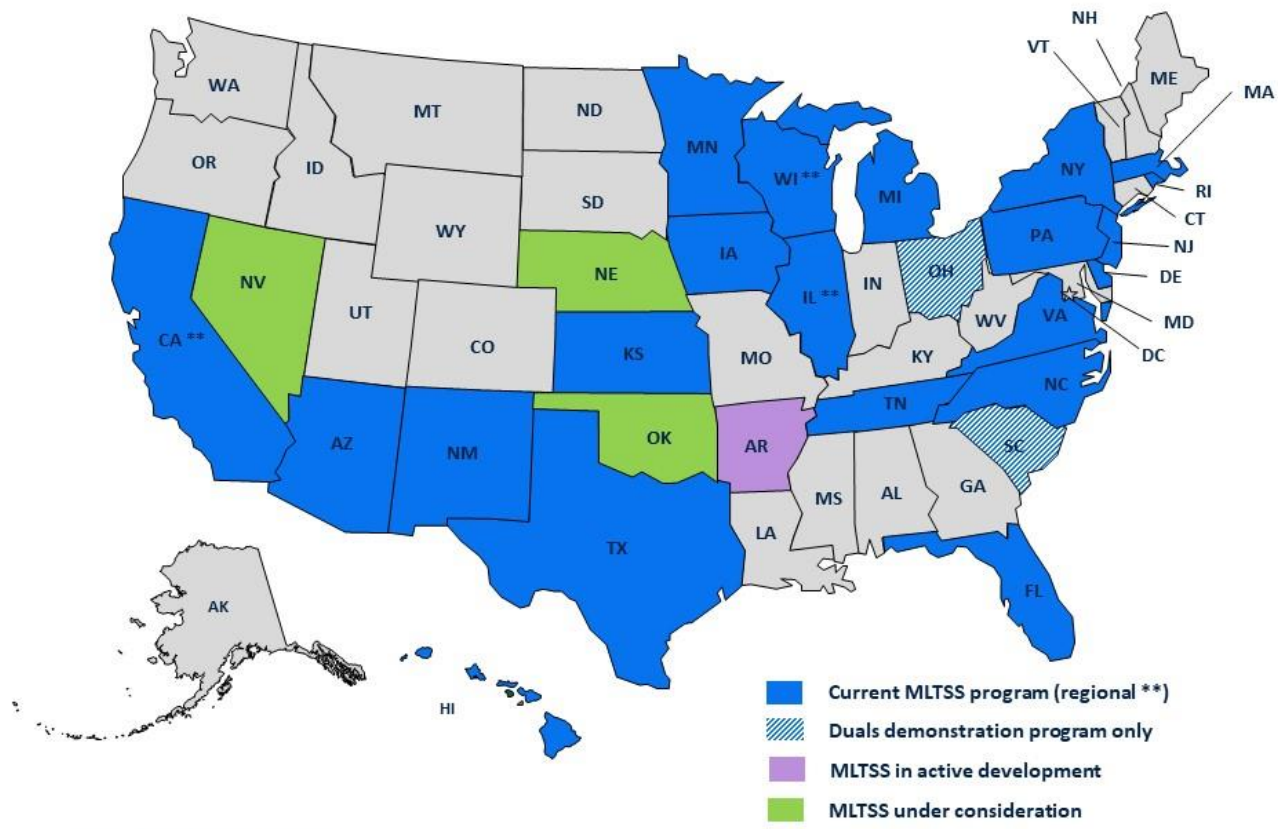 NH
VT
ME
WA
MT
ND
MA
MN
OR
ID
WI **
NY
SD
MI
RI
WY
CT
PA
NJ
IA
NE
OH
DE
NV
IN
IL **
UT
WV
VA
MD
CA **
CO
KS
MO
KY
DC
NC
TN
AZ
OK
AR
SC
NM
MS
AL
GA
LA
TX
FL
AK
HI
Current MLTSS program (regional **)
Duals demonstration program only
MLTSS in active development
MLTSS under consideration